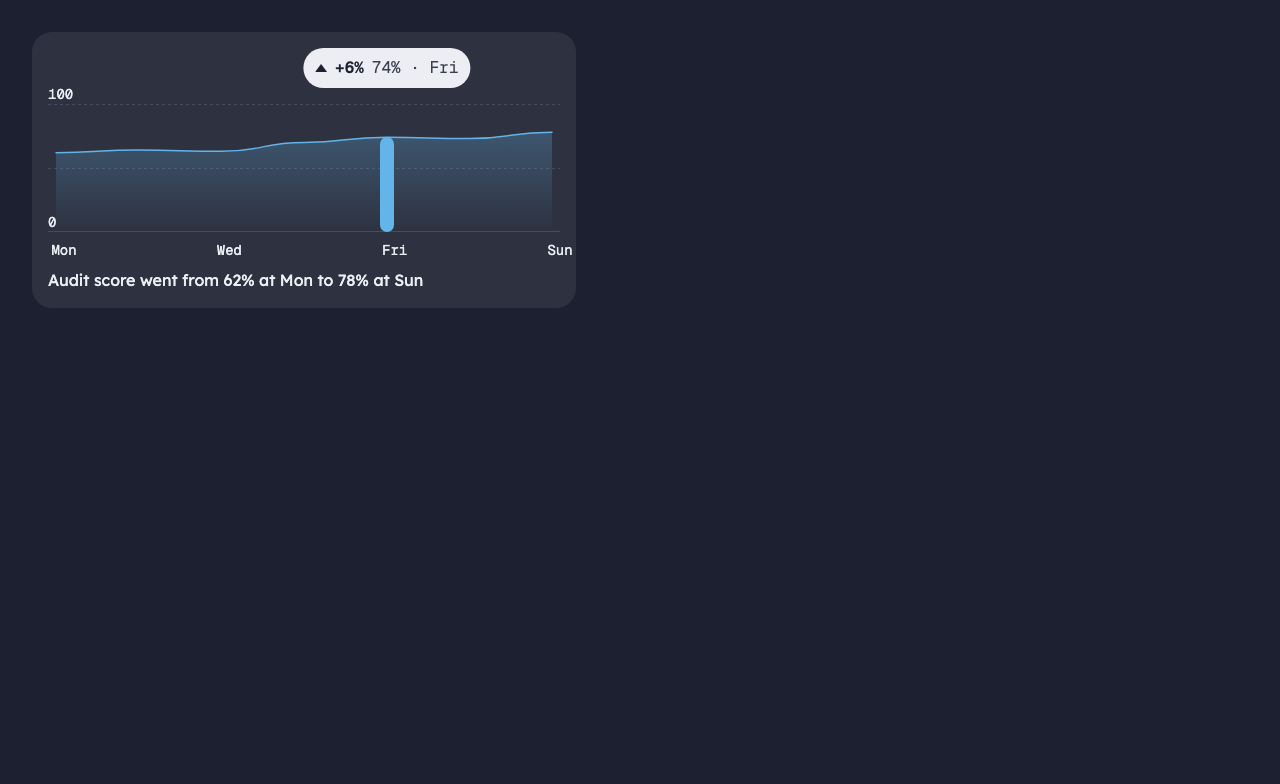 +6% 74% · Fri
100
0
Mon Wed Fri Sun
Audit score went from 62% at Mon to 78% at Sun